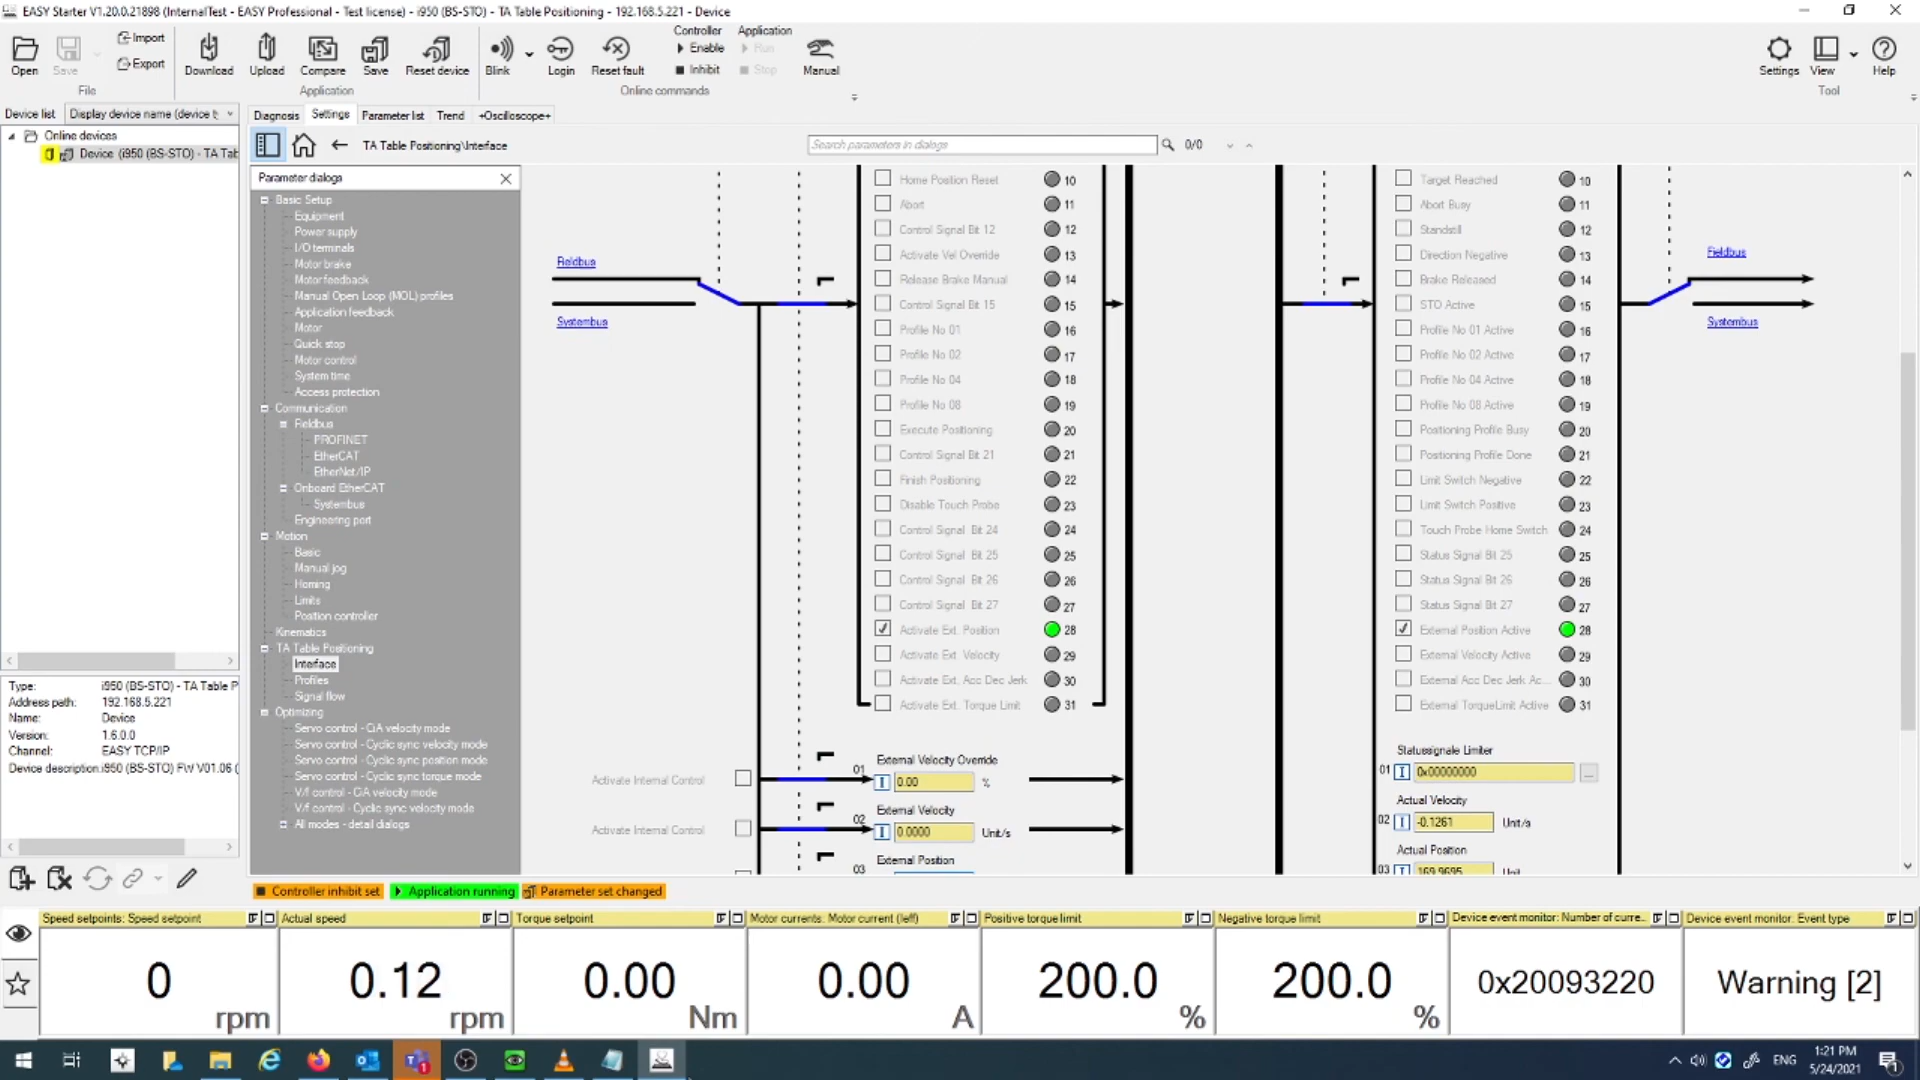 EASY Starter V1.20.0.21898 (InternalTest - EASY Professional - Test license) - i950 (BS-STO) - TA Table Positioning - 192.168.5.221 - Device
Open
Save
Import
Export
File
Download
Upload
Compare
Save
Reset device
Application
Blink
Login
Reset fault
Controller
Enable
Inhibit
Application
Run
Stop
Manual
Online commands
Settings
View
Help
Tool
Device list
Display device name (device t
Diagnosis
Settings
Parameter list
Trend
+Oscilloscope+
Online devices
Device (i950 (BS-STO) - TA Tab
TA Table Positioning\Interface
Search parameters in dialogs
0/0
Parameter dialogs
Basic Setup
Equipment
Power supply
I/O terminals
Motor brake
Motor feedback
Manual Open Loop (MOL) profiles
Application feedback
Motor
Quick stop
Motor control
System time
Access protection
Communication
Fieldbus
PROFINET
EtherCAT
EtherNet/IP
Onboard EtherCAT
Systembus
Engineering port
Motion
Basic
Manual jog
Homing
Limits
Position controller
Kinematics
TA Table Positioning
Interface
Profiles
Signal flow
Optimizing
Servo control - CiA velocity mode
Servo control - Cyclic sync velocity mode
Servo control - Cyclic sync position mode
Servo control - Cyclic sync torque mode
V/f control - CiA velocity mode
V/f control - Cyclic sync velocity mode
All modes - detail dialogs
Fieldbus
Systembus
Home Position Reset 10
Abort 11
Control Signal Bit 12 12
Activate Vel Override 13
Release Brake Manual 14
Control Signal Bit 15 15
Profile No 01 16
Profile No 02 17
Profile No 04 18
Profile No 08 19
Execute Positioning 20
Control Signal Bit 21 21
Finish Positioning 22
Disable Touch Probe 23
Control Signal Bit 24 24
Control Signal Bit 25 25
Control Signal Bit 26 26
Control Signal Bit 27 27
Activate Ext. Position 28
Activate Ext. Velocity 29
Activate Ext. Acc Dec Jerk 30
Activate Ext. Torque Limit 31
Activate Internal Control
01
External Velocity Override
0.00 %
Activate Internal Control
02
External Velocity
0.0000 Unit/s
03
External Position
Target Reached 10
Abort Busy 11
Standstill 12
Direction Negative 13
Brake Released 14
STO Active 15
Profile No 01 Active 16
Profile No 02 Active 17
Profile No 04 Active 18
Profile No 08 Active 19
Positioning Profile Busy 20
Positioning Profile Done 21
Limit Switch Negative 22
Limit Switch Positive 23
Touch Probe Home Switch 24
Status Signal Bit 25 25
Status Signal Bit 26 26
Status Signal Bit 27 27
External Position Active 28
External Velocity Active 29
External Acc Dec Jerk Ac... 30
External TorqueLimit Active 31
Statussignale Limiter
01 0x00000000 ...
Actual Velocity
02 -0.1261 Unit/s
Actual Position
03 169.9695 Unit
Fieldbus
Systembus
Type: i950 (BS-STO) - TA Table P
Address path: 192.168.5.221
Name: Device
Version: 1.6.0.0
Channel: EASY TCP/IP
Device description: i950 (BS-STO) FW V01.06 (
Controller inhibit set
Application running
Parameter set changed
Speed setpoints: Speed setpoint
0
rpm
Actual speed
0.12
rpm
Torque setpoint
0.00
Nm
Motor currents: Motor current (Ieff)
0.00
A
Positive torque limit
200.0
%
Negative torque limit
200.0
%
Device event monitor: Number of curre...
0x20093220
Device event monitor: Event type
Warning [2]
ENG
1:21 PM
5/24/2021